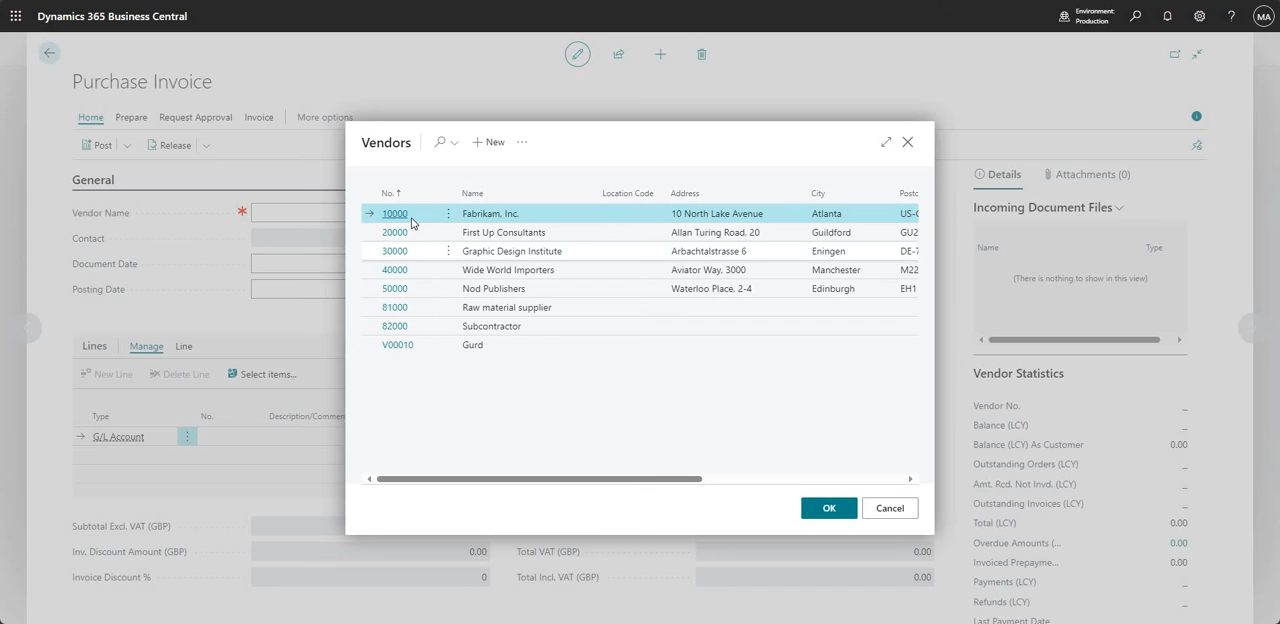 Dynamics 365 Business Central
Environment:
Production
? MA
Purchase Invoice
Home Prepare Request Approval Invoice More options
Post Release
General
Vendor Name *
Contact
Document Date
Posting Date
Lines Manage Line
New Line Delete Line Select items...
Type No. Description/Commen
G/L Account
Subtotal Excl. VAT (GBP)
Inv. Discount Amount (GBP) 0.00 Total VAT (GBP) 0.00
Invoice Discount % 0 Total Incl. VAT (GBP) 0.00
Vendors New ...
No. ↑ Name Location Code Address City Postc
10000 Fabrikam, Inc. 10 North Lake Avenue Atlanta US-G
20000 First Up Consultants Allan Turing Road, 20 Guildford GU2
30000 Graphic Design Institute Arbachtalstrasse 6 Eningen DE-7
40000 Wide World Importers Aviator Way, 3000 Manchester M22
50000 Nod Publishers Waterloo Place, 2-4 Edinburgh EH1
81000 Raw material supplier
82000 Subcontractor
V00010 Gurd
OK Cancel
Details Attachments (0)
Incoming Document Files
Name Type
(There is nothing to show in this view)
Vendor Statistics
Vendor No. _
Balance (LCY) _
Balance (LCY) As Customer 0.00
Outstanding Orders (LCY) _
Amt. Rcd. Not Invd. (LCY) _
Outstanding Invoices (LCY) _
Total (LCY) 0.00
Overdue Amounts (... 0.00
Invoiced Prepayme... 0.00
Payments (LCY) _
Refunds (LCY) _
Last Payment Date